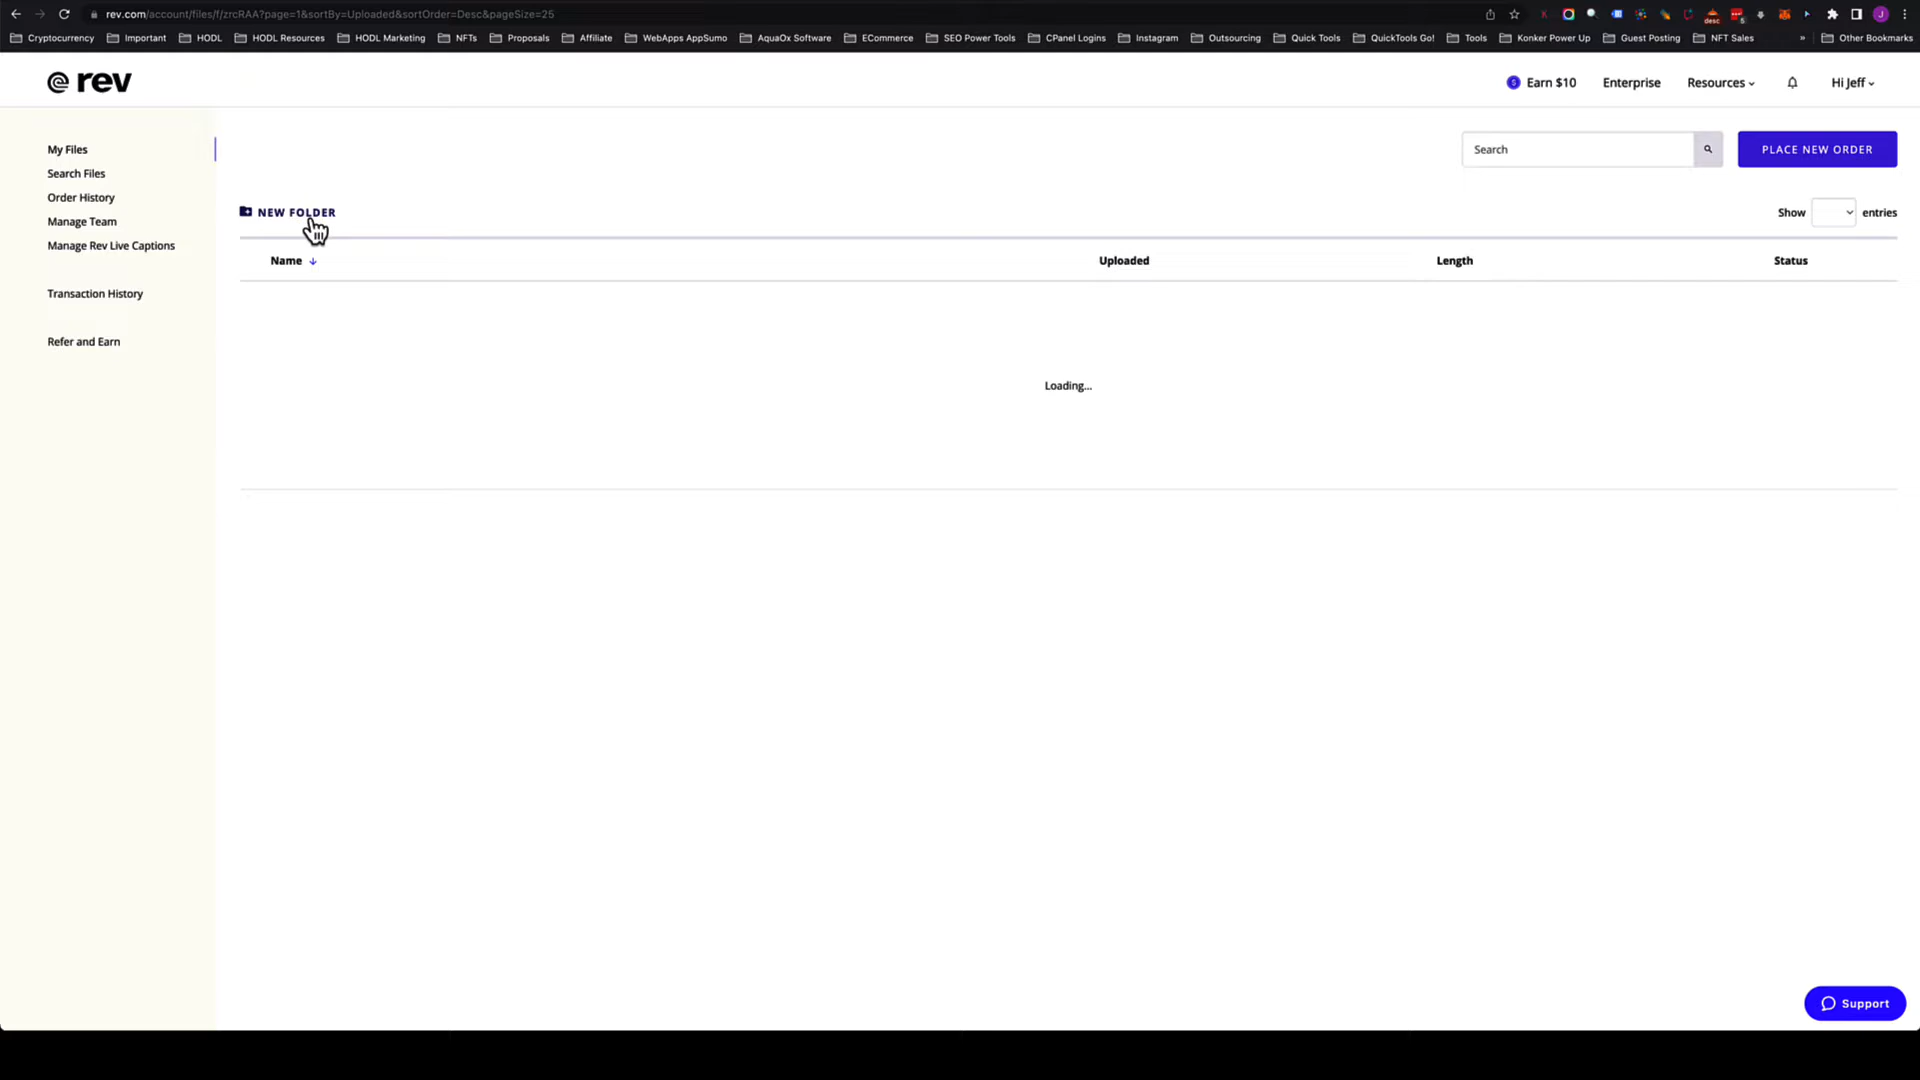 rev.com/account/files/f/zrcRAA?page=1&sortBy=Uploaded&sortOrder=Desc&pageSize=25
Cryptocurrency Important HODL HODL Resources HODL Marketing NFTs Proposals Affiliate WebApps AppSumo AquaOx Software ECommerce SEO Power Tools CPanel Logins Instagram Outsourcing Quick Tools QuickTools Go! Tools Konker Power Up Guest Posting NFT Sales » Other Bookmarks
rev
Earn $10 Enterprise Resources Hi Jeff
My Files
Search Files
Order History
Manage Team
Manage Rev Live Captions
Transaction History
Refer and Earn
Search PLACE NEW ORDER
NEW FOLDER Show entries
Name Uploaded Length Status
Loading...
Support